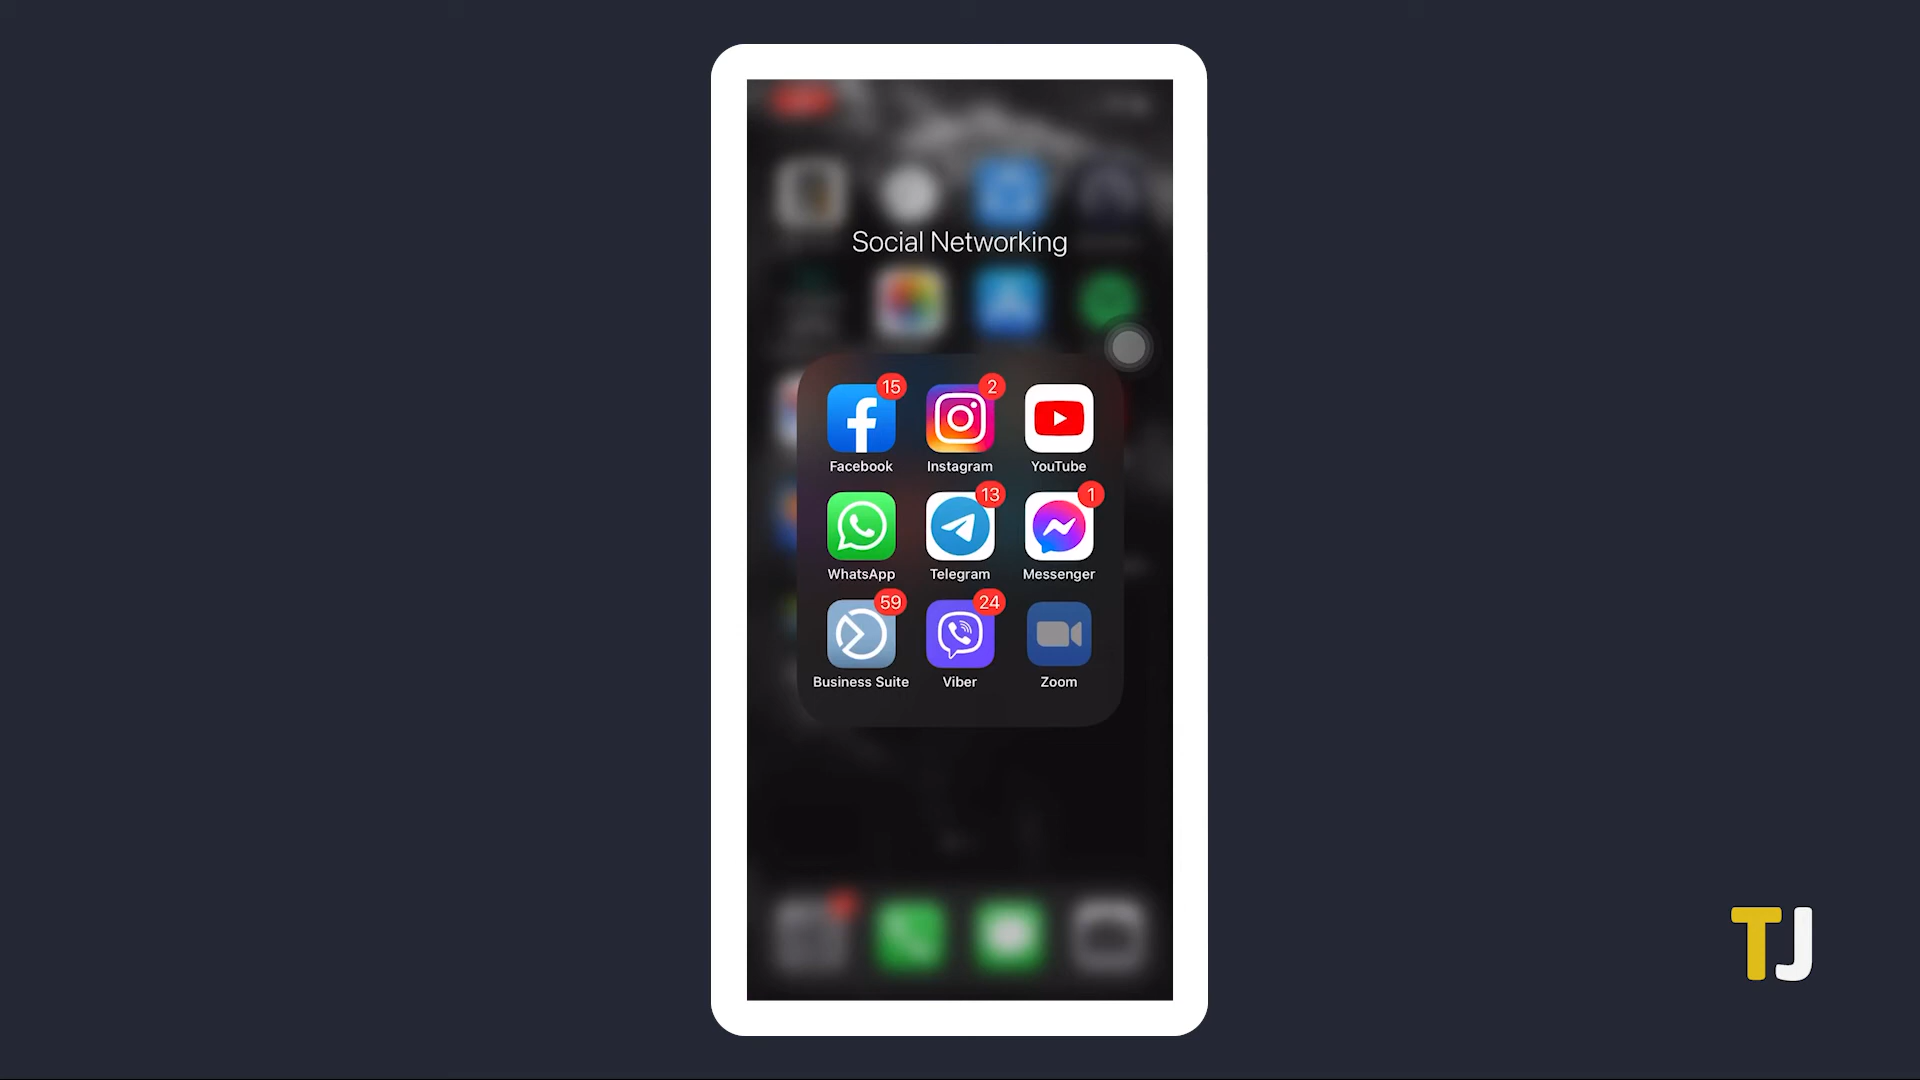 Social Networking
15
2
Facebook
Instagram
YouTube
13
1
WhatsApp
Telegram
Messenger
59
24
Business Suite
Viber
Zoom
TJ